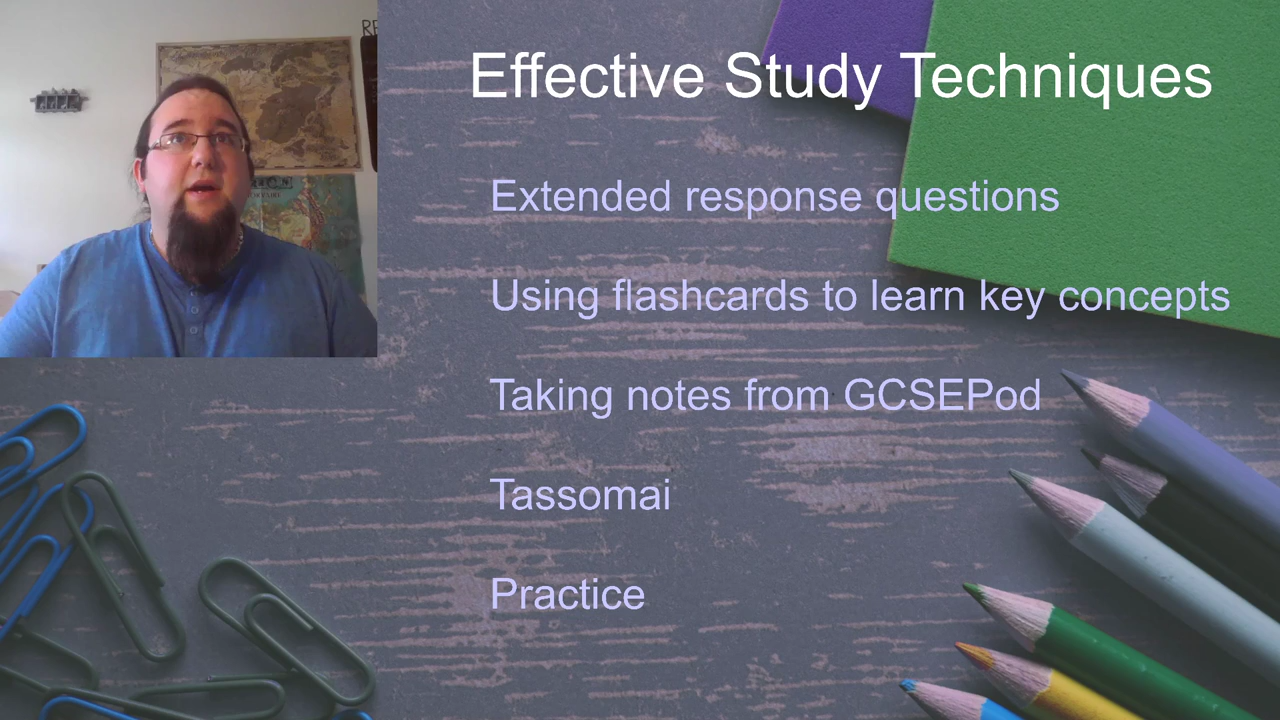 Effective Study Techniques
Extended response questions
Using flashcards to learn key concepts
Taking notes from GCSEPod
Tassomai
Practice